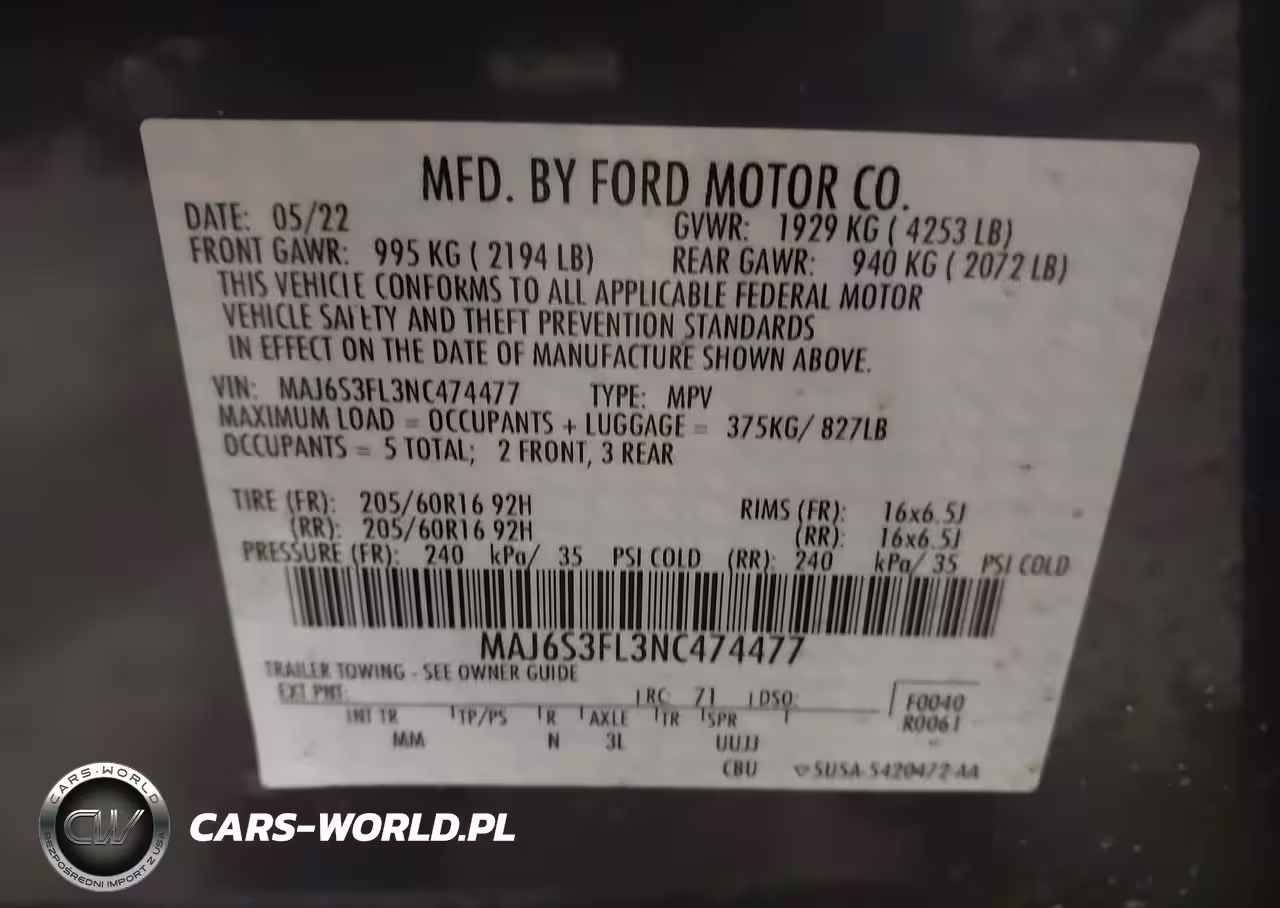 MFD. BY FORD MOTOR CO.
DATE: 05/22 GVWR: 1929 KG ( 4253 LB)
FRONT GAWR: 995 KG ( 2194 LB) REAR GAWR: 940 KG ( 2072 LB)
THIS VEHICLE CONFORMS TO ALL APPLICABLE FEDERAL MOTOR
VEHICLE SAFETY AND THEFT PREVENTION STANDARDS
IN EFFECT ON THE DATE OF MANUFACTURE SHOWN ABOVE.
VIN: MAJ6S3FL3NC474477 TYPE: MPV
MAXIMUM LOAD = OCCUPANTS + LUGGAGE = 375KG/ 827LB
OCCUPANTS = 5 TOTAL; 2 FRONT, 3 REAR
TIRE (FR): 205/60R16 92H RIMS (FR): 16x6.5J
(RR): 205/60R16 92H (RR): 16x6.5J
PRESSURE (FR): 240 kPa/ 35 PSI COLD (RR): 240 kPa/ 35 PSI COLD
MAJ6S3FL3NC474477
TRAILER TOWING - SEE OWNER GUIDE
EXT PNT: RC: 71 DSO: F0040
R0061
INT TR TP/PS R AXLE TR SPR
MM N 3L UUJJ
CBU 5U5A-5420472-AA
CARS-WORLD
CW
BEZPOŚREDNI IMPORT Z USA
CARS-WORLD.PL